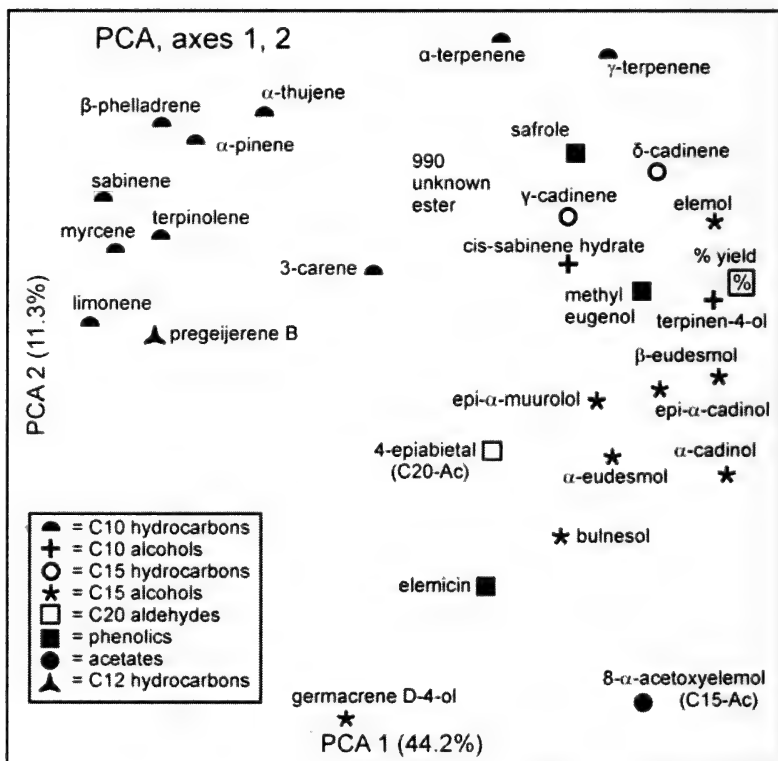 PCA, axes 1, 2
α-terpenene
γ-terpenene
β-phelladrene
α-thujene
α-pinene
safrole
δ-cadinene
990
unknown
ester
sabinene
γ-cadinene
elemol
myrcene
terpinolene
cis-sabinene hydrate
% yield
%
3-carene
methyl
eugenol
terpinen-4-ol
limonene
pregeijerene B
β-eudesmol
epi-α-muurolol
epi-α-cadinol
4-epiabietal
(C20-Ac)
α-eudesmol
α-cadinol
bulnesol
elemicin
PCA 2 (11.3%)
= C10 hydrocarbons
= C10 alcohols
= C15 hydrocarbons
= C15 alcohols
= C20 aldehydes
= phenolics
= acetates
= C12 hydrocarbons
germacrene D-4-ol
8-α-acetoxyelemol
(C15-Ac)
PCA 1 (44.2%)